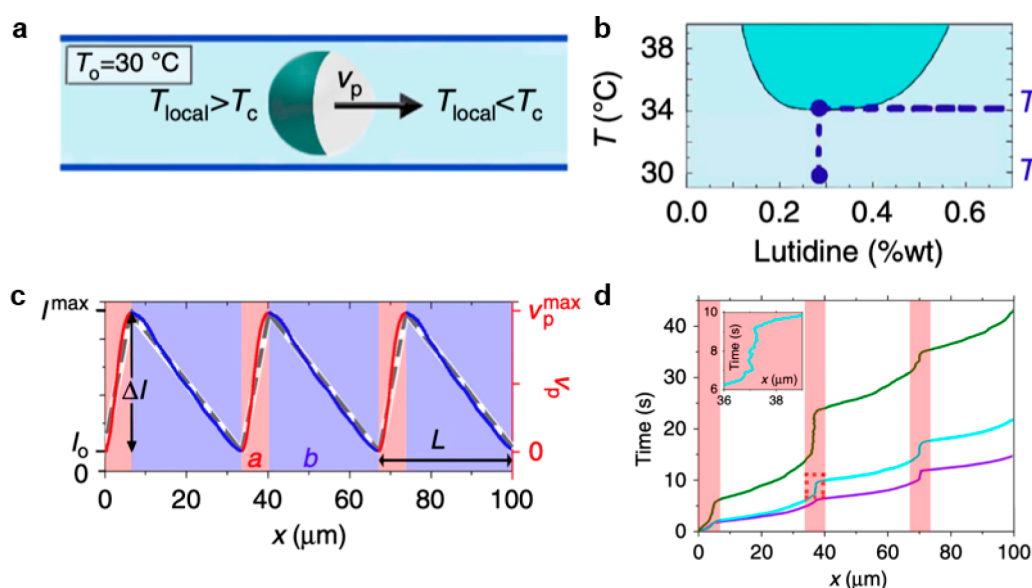 a
T_o=30 °C
T_local>T_c
v_p
T_local<T_c
b
T (°C)
38
34
30
T
T
0.0
0.2
0.4
0.6
Lutidine (%wt)
c
I^max
ΔI
I_o
0
a
b
L
v_p^max
v_p
0
0
20
40
60
80
100
x (μm)
d
Time (s)
40
30
20
10
0
10
8
6
Time (s)
x (μm)
36
38
0
20
40
60
80
100
x (μm)